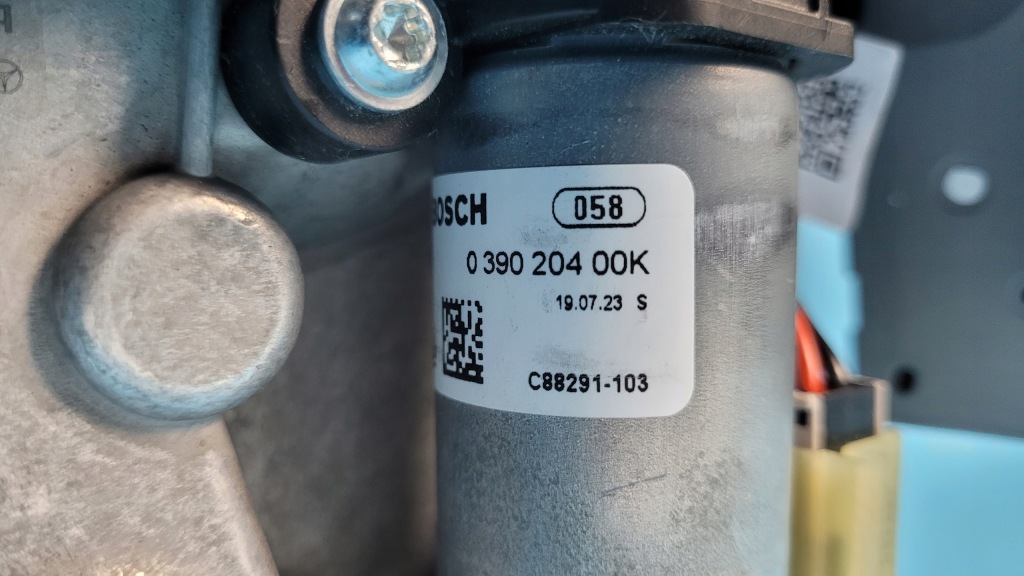 BOSCH 058
0 390 204 00K
19.07.23 S
C88291-103